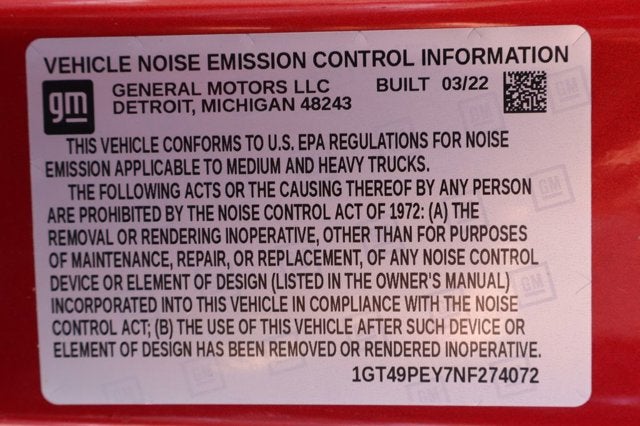 VEHICLE NOISE EMISSION CONTROL INFORMATION
gm GENERAL MOTORS LLC BUILT 03/22
DETROIT, MICHIGAN 48243
THIS VEHICLE CONFORMS TO U.S. EPA REGULATIONS FOR NOISE
EMISSION APPLICABLE TO MEDIUM AND HEAVY TRUCKS.
THE FOLLOWING ACTS OR THE CAUSING THEREOF BY ANY PERSON
ARE PROHIBITED BY THE NOISE CONTROL ACT OF 1972: (A) THE
REMOVAL OR RENDERING INOPERATIVE, OTHER THAN FOR PURPOSES
OF MAINTENANCE, REPAIR, OR REPLACEMENT, OF ANY NOISE CONTROL
DEVICE OR ELEMENT OF DESIGN (LISTED IN THE OWNER'S MANUAL)
INCORPORATED INTO THIS VEHICLE IN COMPLIANCE WITH THE NOISE
CONTROL ACT; (B) THE USE OF THIS VEHICLE AFTER SUCH DEVICE OR
ELEMENT OF DESIGN HAS BEEN REMOVED OR RENDERED INOPERATIVE.
1GT49PEY7NF274072